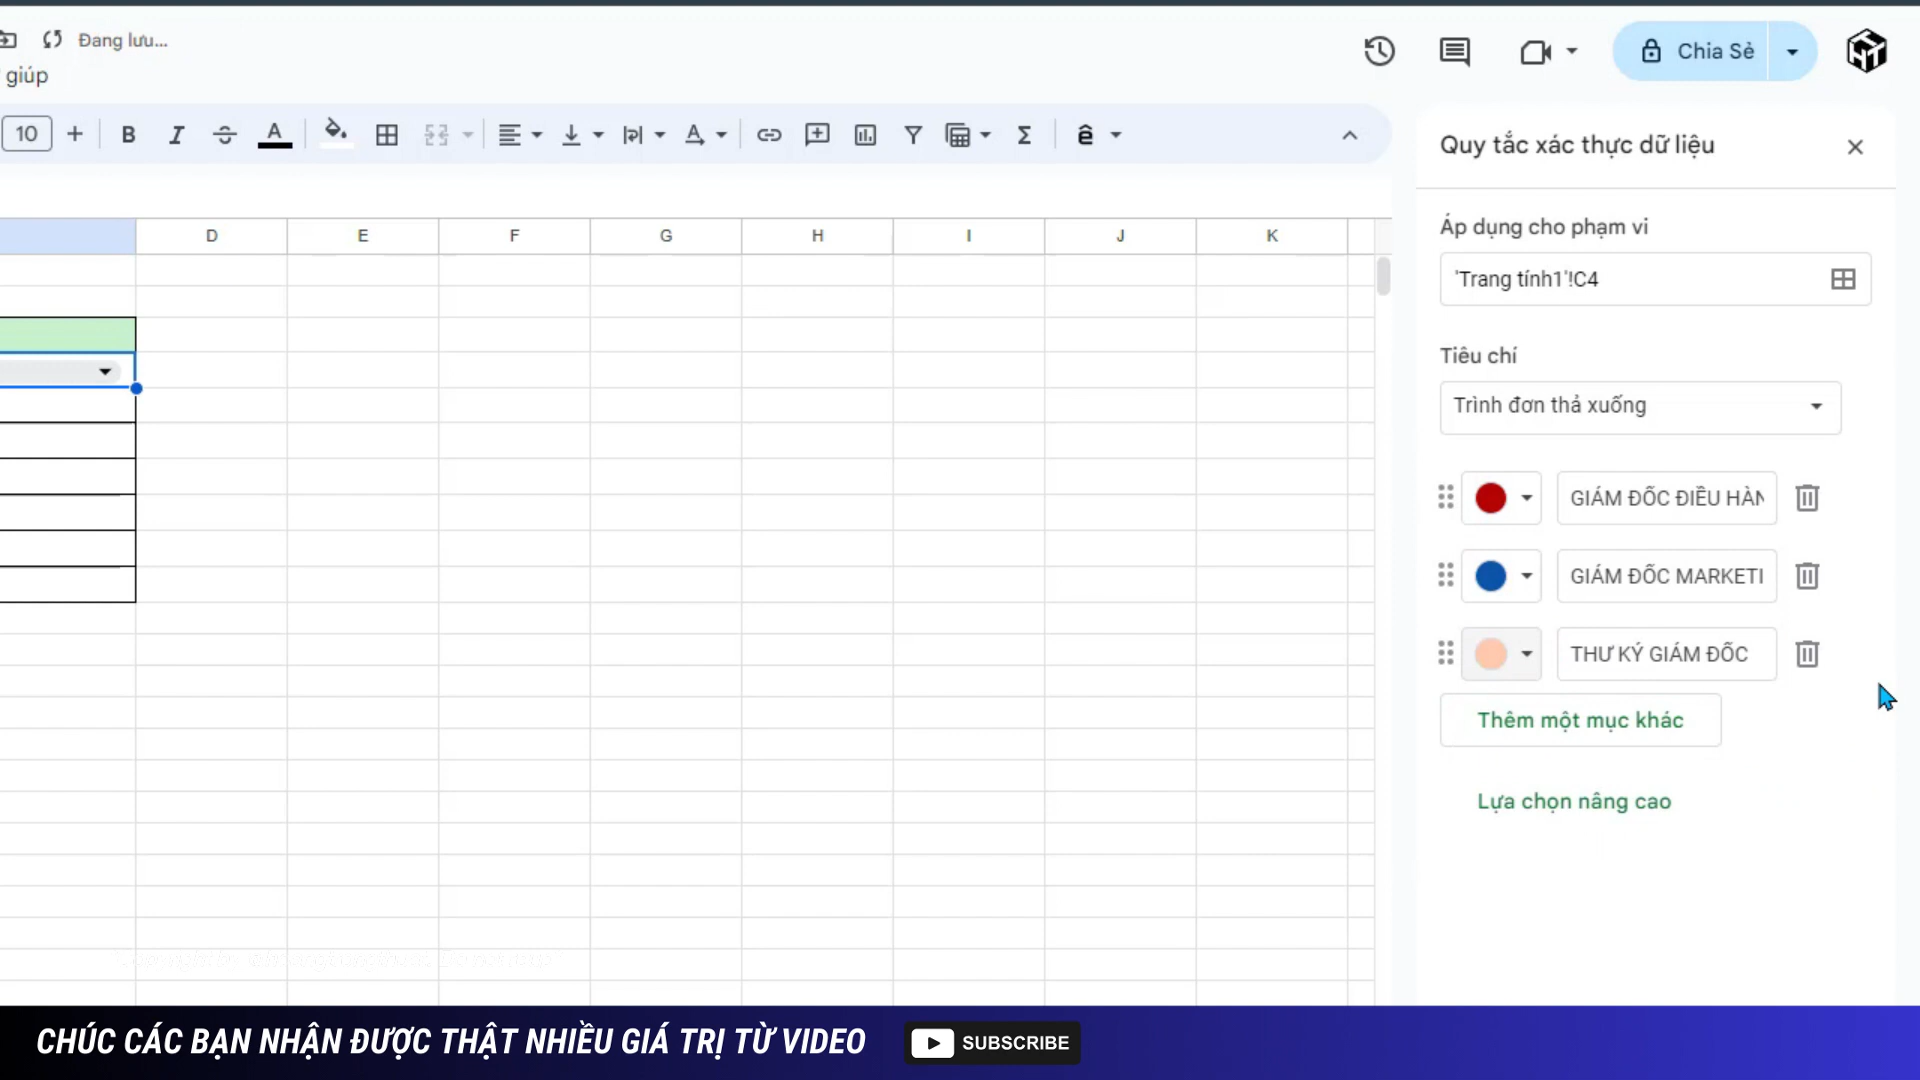 Đang lưu...
giúp
Chia Sẻ
10
B
I
A
A
ê
Quy tắc xác thực dữ liệu
D
E
F
G
H
I
J
K
Áp dụng cho phạm vi
'Trang tính1'!C4
Tiêu chí
Trình đơn thả xuống
GIÁM ĐỐC ĐIỀU HÀN
GIÁM ĐỐC MARKETI
THƯ KÝ GIÁM ĐỐC
Thêm một mục khác
Lựa chọn nâng cao
CHÚC CÁC BẠN NHẬN ĐƯỢC THẬT NHIỀU GIÁ TRỊ TỪ VIDEO
SUBSCRIBE